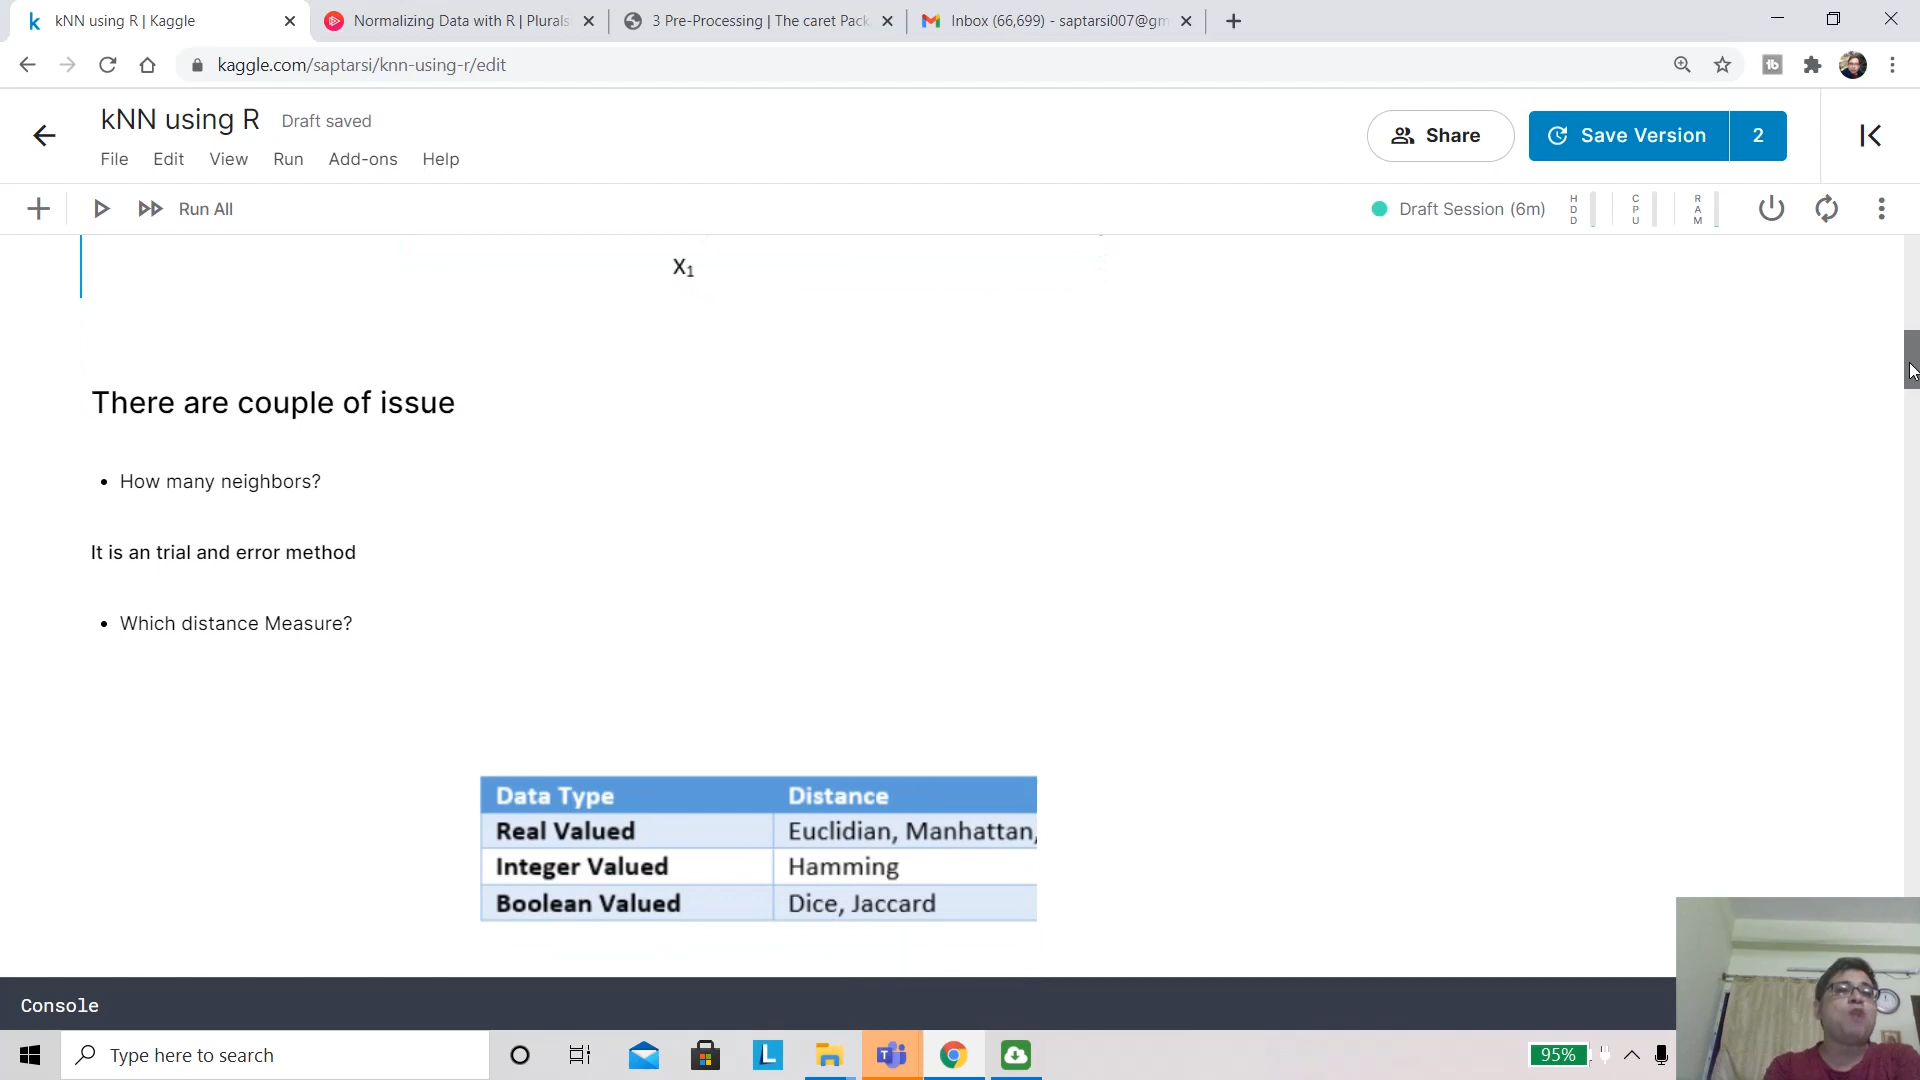 kNN using R | Kaggle
Normalizing Data with R | Plurals
3 Pre-Processing | The caret Pack
Inbox (66,699) - saptarsi007@gm
kaggle.com/saptarsi/knn-using-r/edit
kNN using R Draft saved
File Edit View Run Add-ons Help
Share
Save Version 2
Run All
Draft Session (6m)
HDD
CPU
RAM
X₁
There are couple of issue
• How many neighbors?
It is an trial and error method
• Which distance Measure?
Data Type Distance
Real Valued Euclidian, Manhattan,
Integer Valued Hamming
Boolean Valued Dice, Jaccard
Console
Type here to search
95%